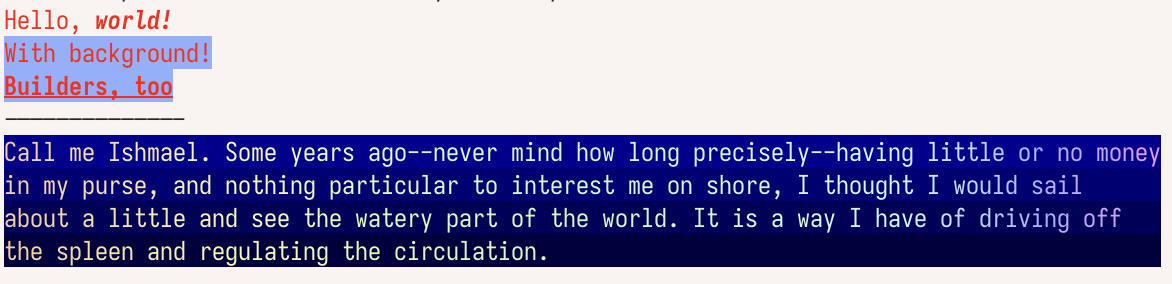 Hello, world!
With background!
Builders, too
——————————————
Call me Ishmael. Some years ago--never mind how long precisely--having little or no money
in my purse, and nothing particular to interest me on shore, I thought I would sail
about a little and see the watery part of the world. It is a way I have of driving off
the spleen and regulating the circulation.